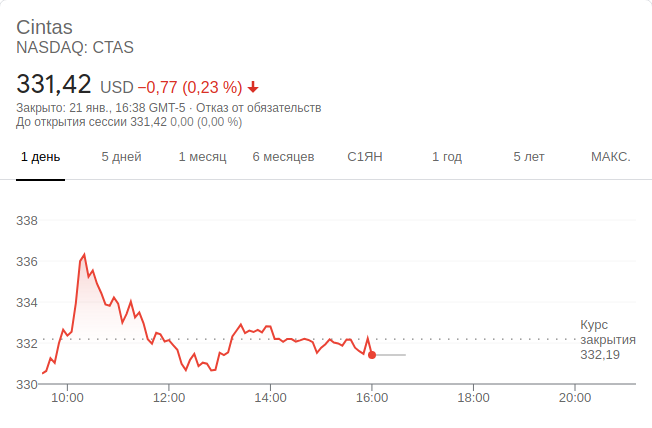 Cintas
NASDAQ: CTAS
331,42 USD −0,77 (0,23 %)
Закрыто: 21 янв., 16:38 GMT-5 · Отказ от обязательств
До открытия сессии 331,42 0,00 (0,00 %)
1 день 5 дней 1 месяц 6 месяцев С1ЯН 1 год 5 лет МАКС.
338
336
334
332
330
Курс
закрытия
332,19
10:00 12:00 14:00 16:00 18:00 20:00